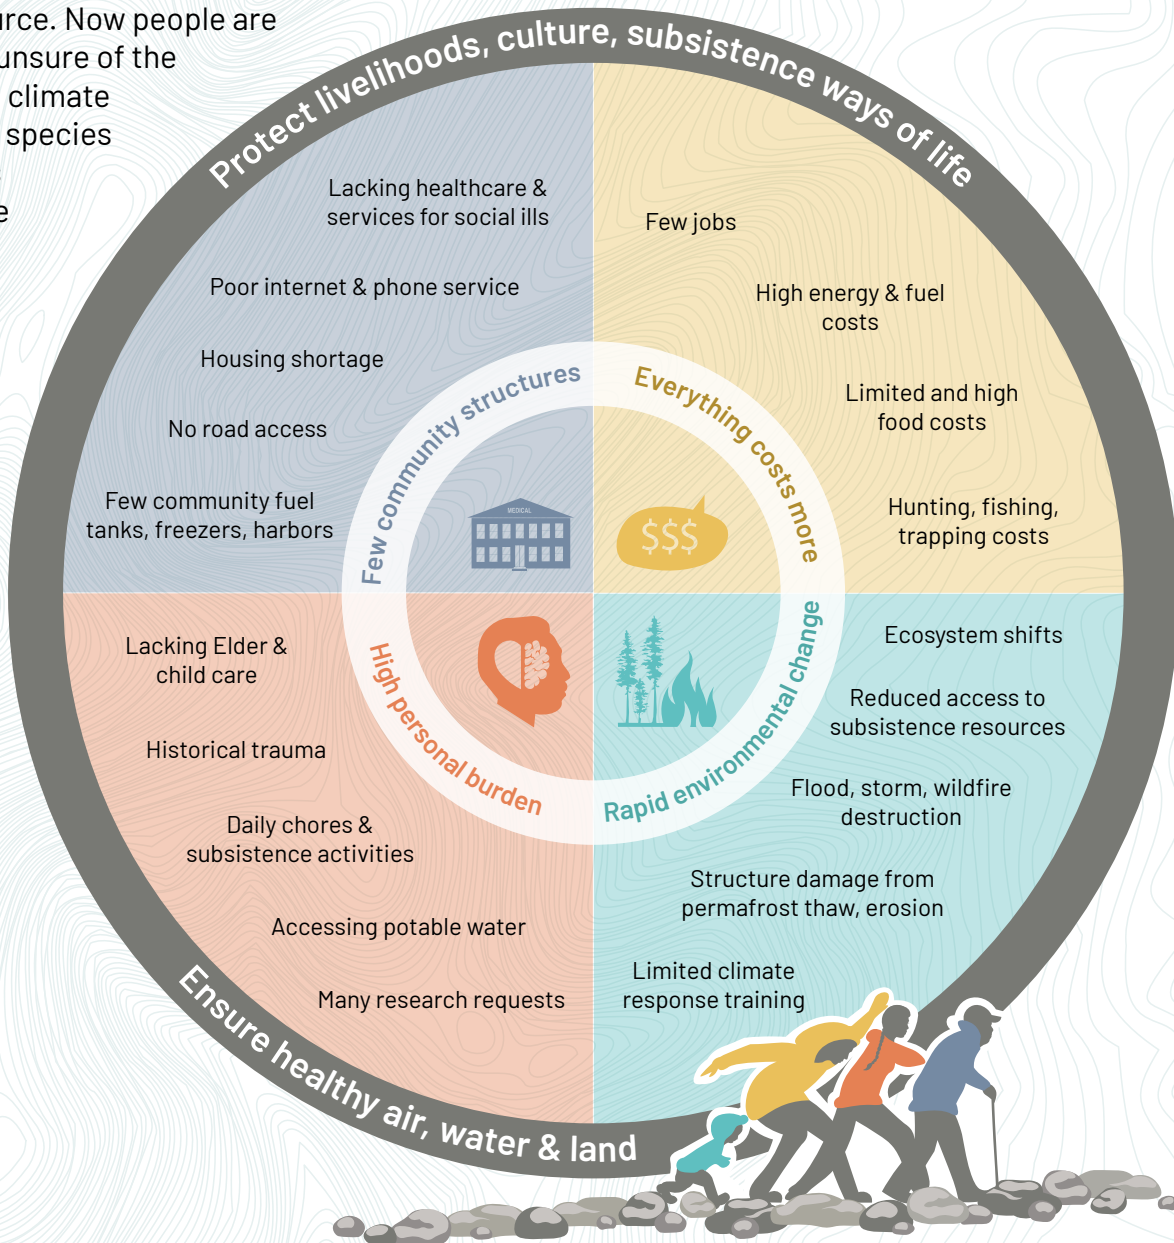 Now people are
unsure of the
climate
species
Protect livelihoods, culture, subsistence ways of life
Lacking healthcare &
services for social ills
Poor internet & phone service
Housing shortage
No road access
Few community fuel
tanks, freezers, harbors
Few community structures
MEDICAL
Few jobs
High energy & fuel
costs
Limited and high
food costs
Hunting, fishing,
trapping costs
Everything costs more
$$$
Lacking Elder &
child care
Historical trauma
Daily chores &
subsistence activities
Accessing potable water
Many research requests
High personal burden
Ecosystem shifts
Reduced access to
subsistence resources
Flood, storm, wildfire
destruction
Structure damage from
permafrost thaw, erosion
Limited climate
response training
Rapid environmental change
Ensure healthy air, water & land